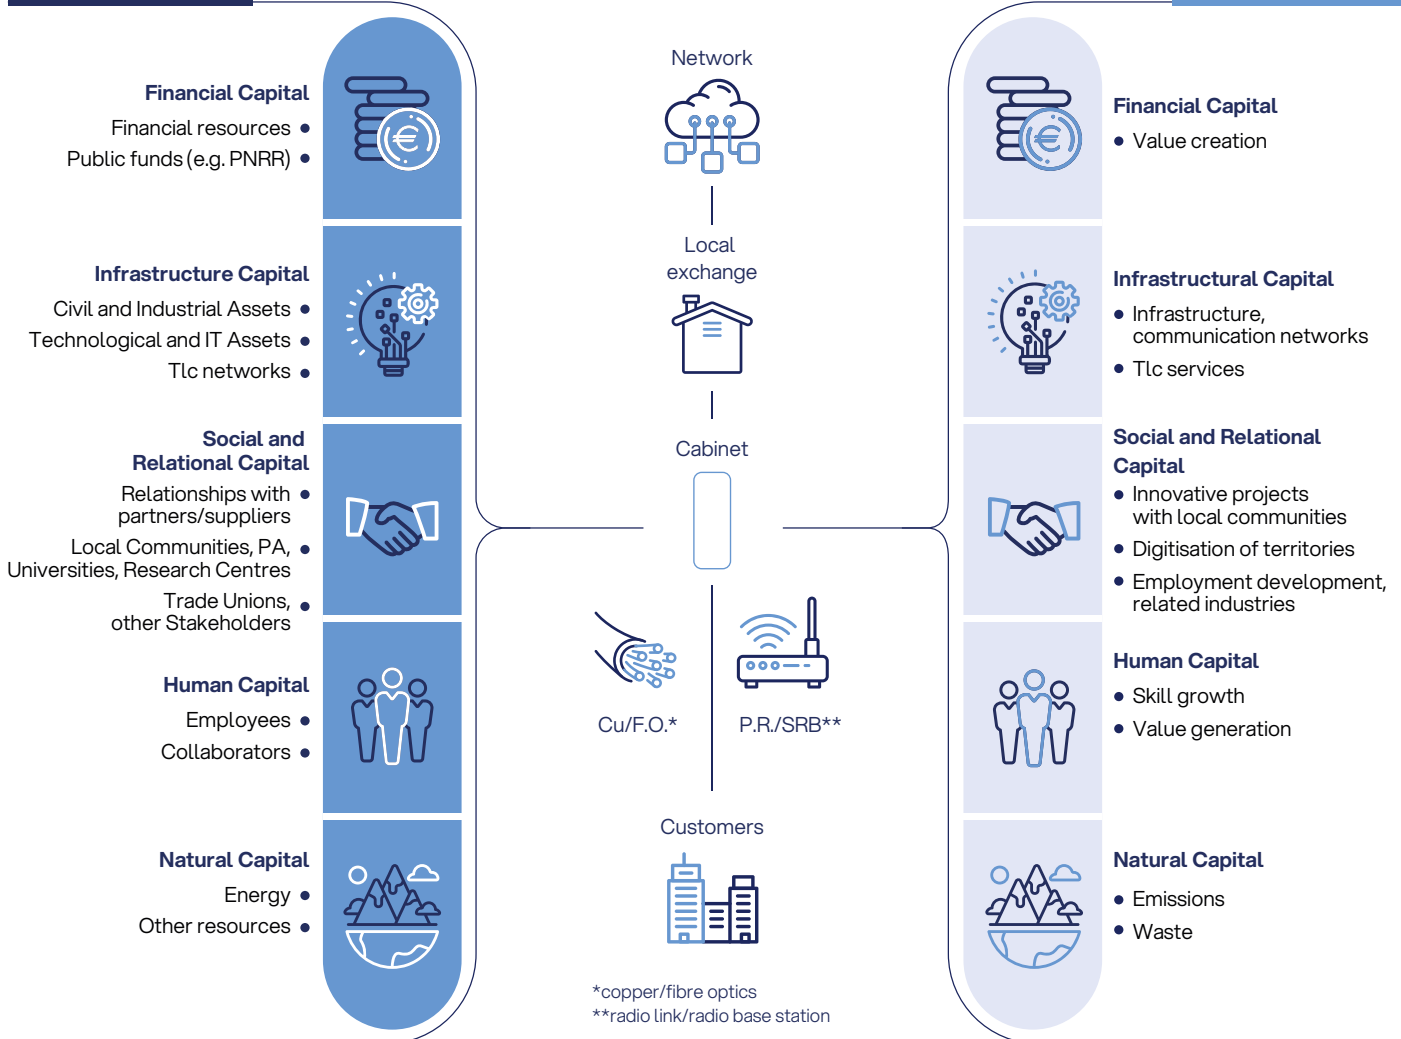 Financial Capital
Financial resources
Public funds (e.g. PNRR)
Infrastructure Capital
Civil and Industrial Assets
Technological and IT Assets
Tlc networks
Social and
Relational Capital
Relationships with
partners/suppliers
Local Communities, PA,
Universities, Research Centres
Trade Unions,
other Stakeholders
Human Capital
Employees
Collaborators
Natural Capital
Energy
Other resources
Network
Local
exchange
Cabinet
Cu/F.O.*
P.R./SRB**
Customers
*copper/fibre optics
**radio link/radio base station
Financial Capital
Value creation
Infrastructural Capital
Infrastructure,
communication networks
Tlc services
Social and Relational
Capital
Innovative projects
with local communities
Digitisation of territories
Employment development,
related industries
Human Capital
Skill growth
Value generation
Natural Capital
Emissions
Waste